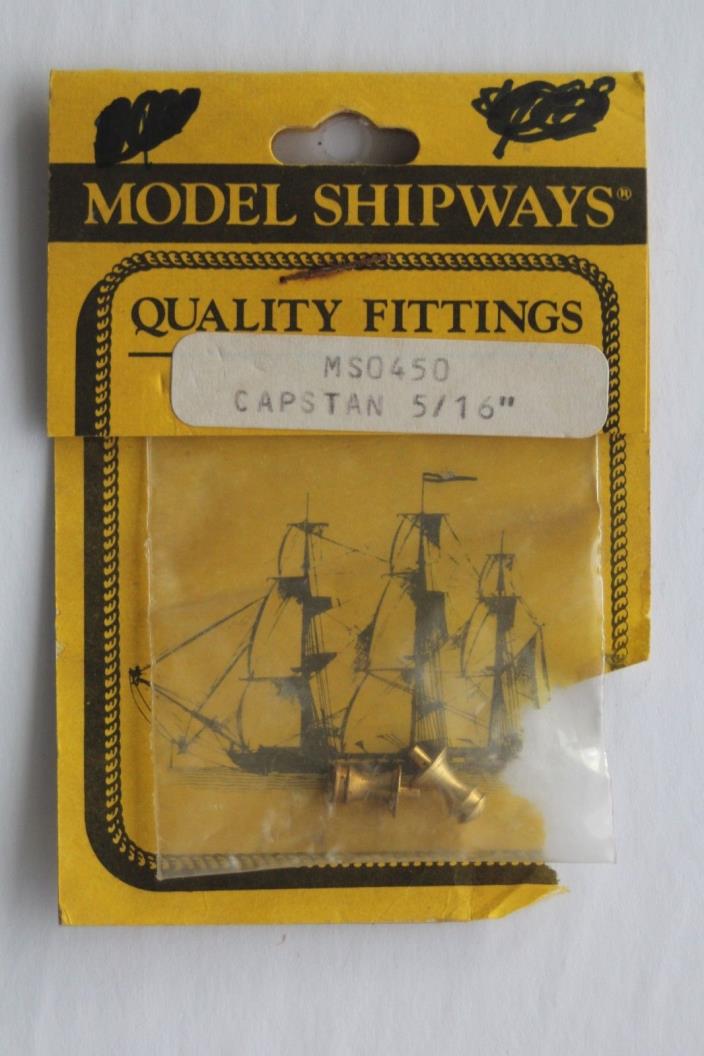 MODEL SHIPWAYS®
QUALITY FITTINGS
MS0450
CAPSTAN 5/16"